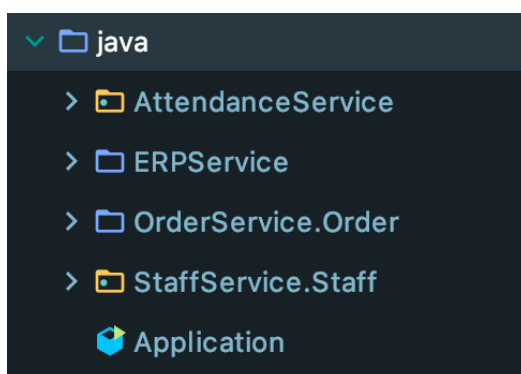 java
AttendanceService
ERPService
OrderService.Order
StaffService.Staff
Application